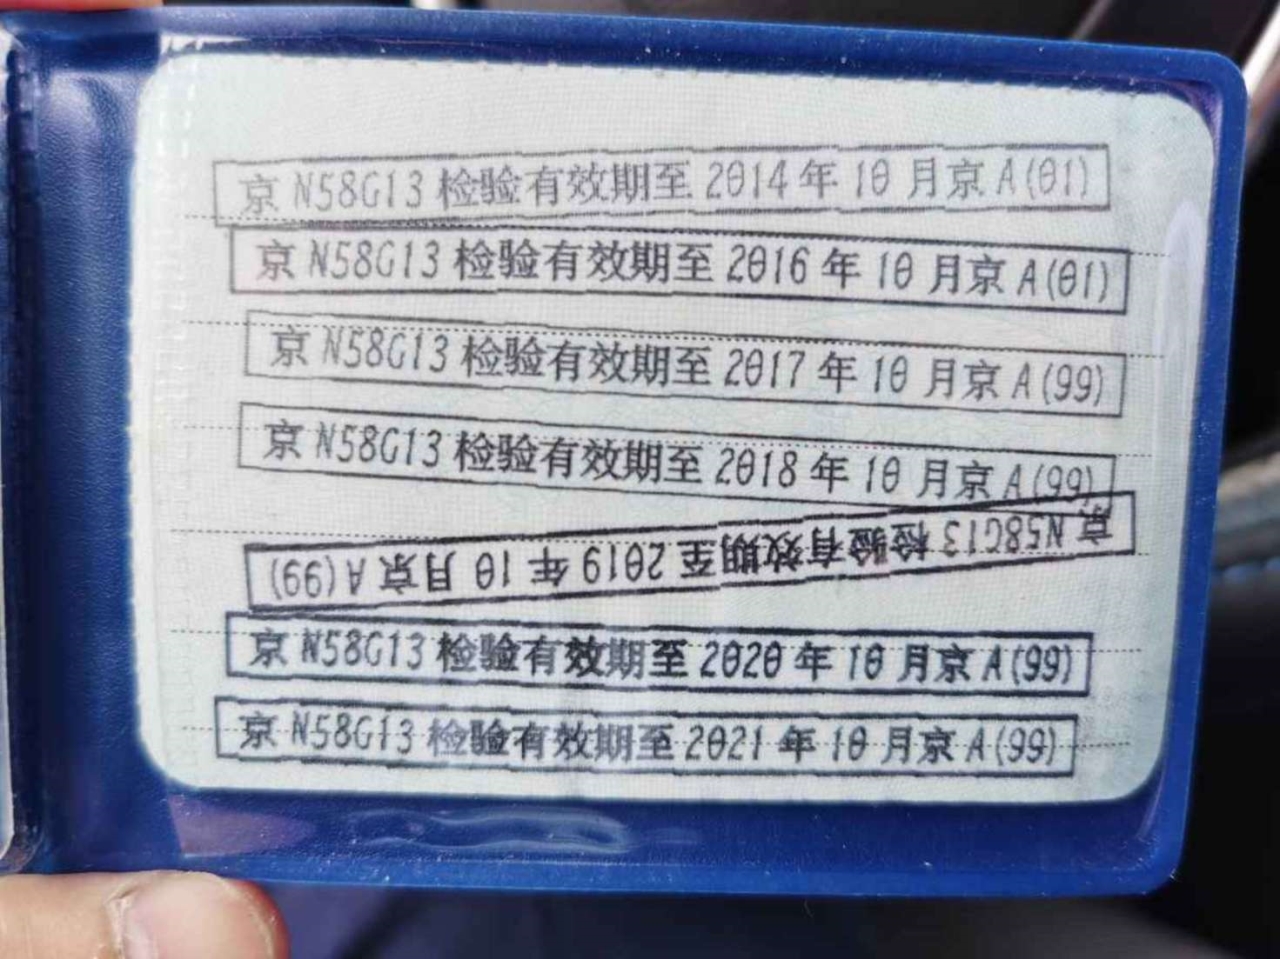 京 N58G13 检验有效期至 2014 年 10 月京 A(01)
京 N58G13 检验有效期至 2016 年 10 月京 A(01)
京 N58G13 检验有效期至 2017 年 10 月京 A(99)
京 N58G13 检验有效期至 2018 年 10 月京 A(99)
京 N58G13 检验有效期至 2019 年 10 月京 A(99)
京 N58G13 检验有效期至 2020 年 10 月京 A(99)
京 N58G13 检验有效期至 2021 年 10 月京 A(99)